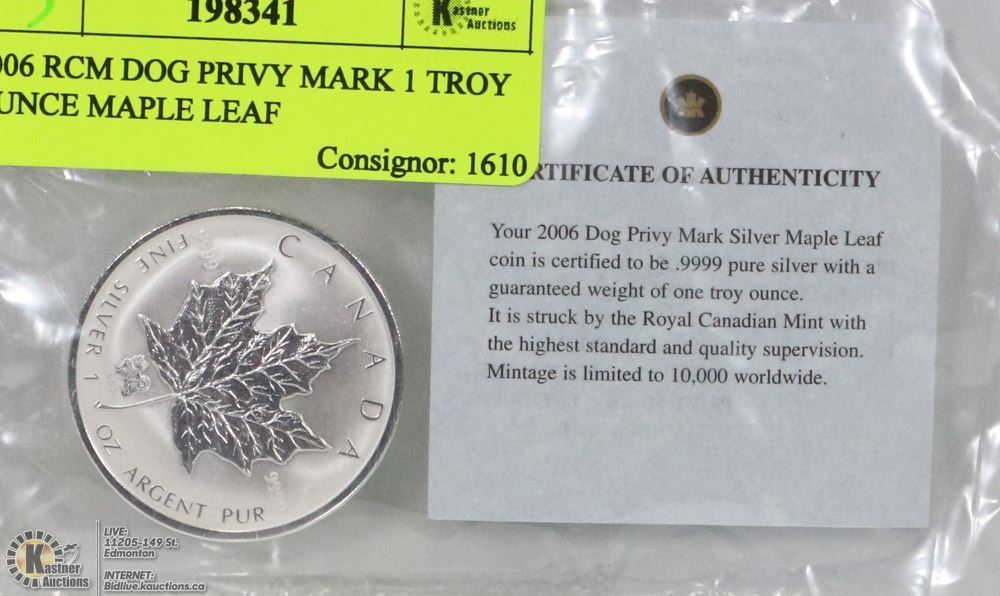 198341
Kastner
Auctions
006 RCM DOG PRIVY MARK 1 TROY
UNCE MAPLE LEAF
Consignor: 1610
RTIFICATE OF AUTHENTICITY
Your 2006 Dog Privy Mark Silver Maple Leaf
coin is certified to be .9999 pure silver with a
guaranteed weight of one troy ounce.
It is struck by the Royal Canadian Mint with
the highest standard and quality supervision.
Mintage is limited to 10,000 worldwide.
CANADA
9999
9999
FINE SILVER 1 OZ ARGENT PUR
Kastner
Auctions
LIVE:
11205-149 St.
Edmonton
INTERNET:
Bidlive.kauctions.ca